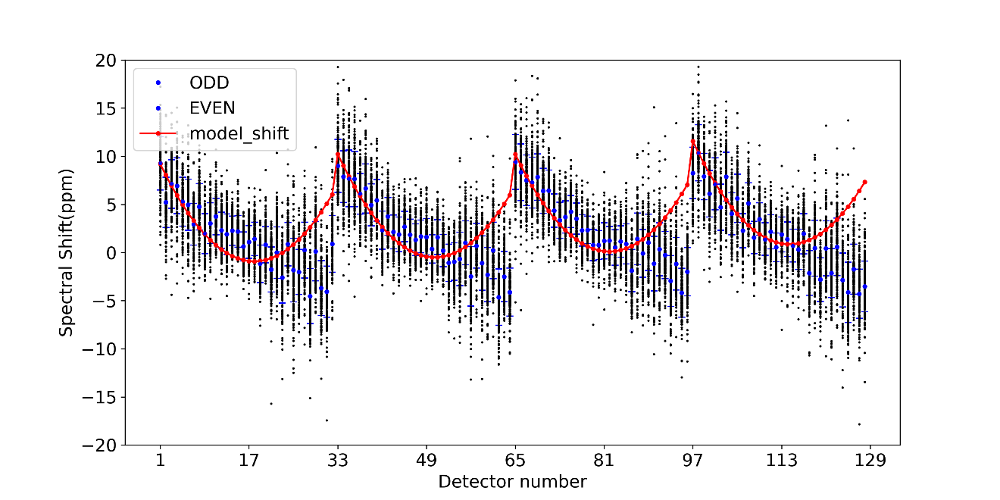 20
15
10
5
0
−5
−10
−15
−20
Spectral Shift(ppm)
ODD
EVEN
model_shift
1 17 33 49 65 81 97 113 129
Detector number